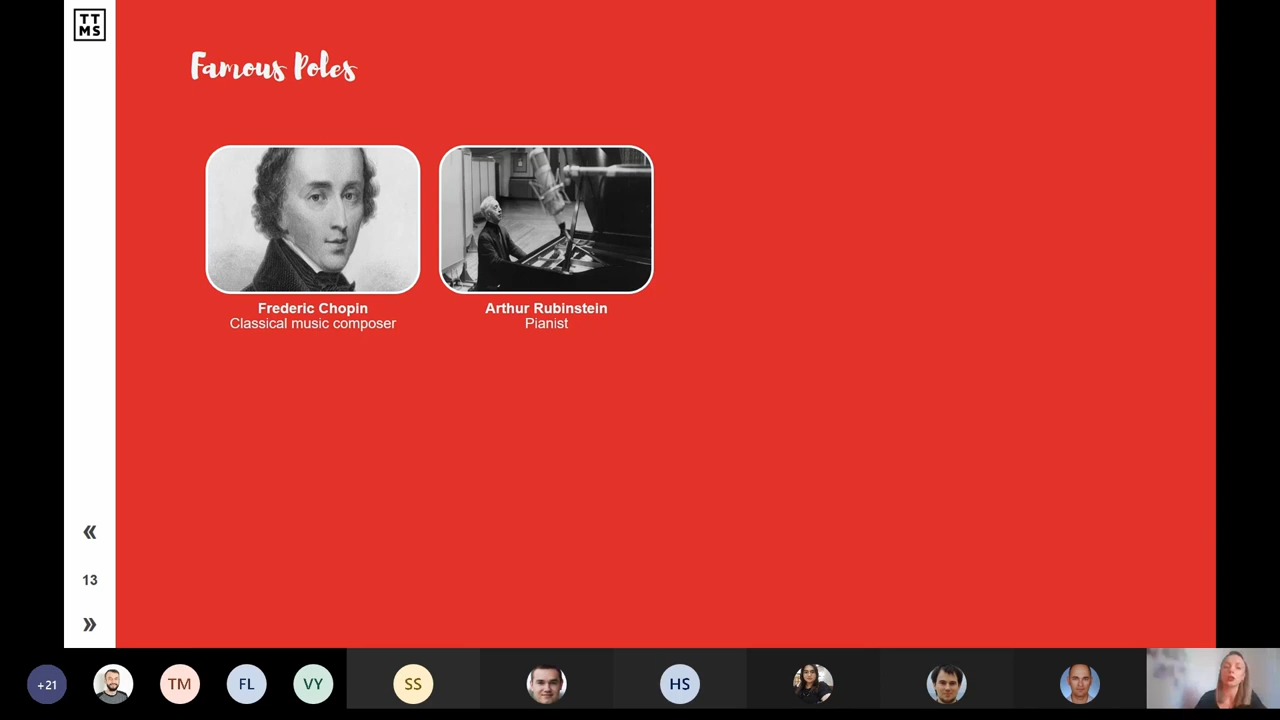 TT
MS
Famous Poles
Frederic Chopin
Classical music composer
Arthur Rubinstein
Pianist
«
13
»
+21
TM
FL
VY
SS
HS